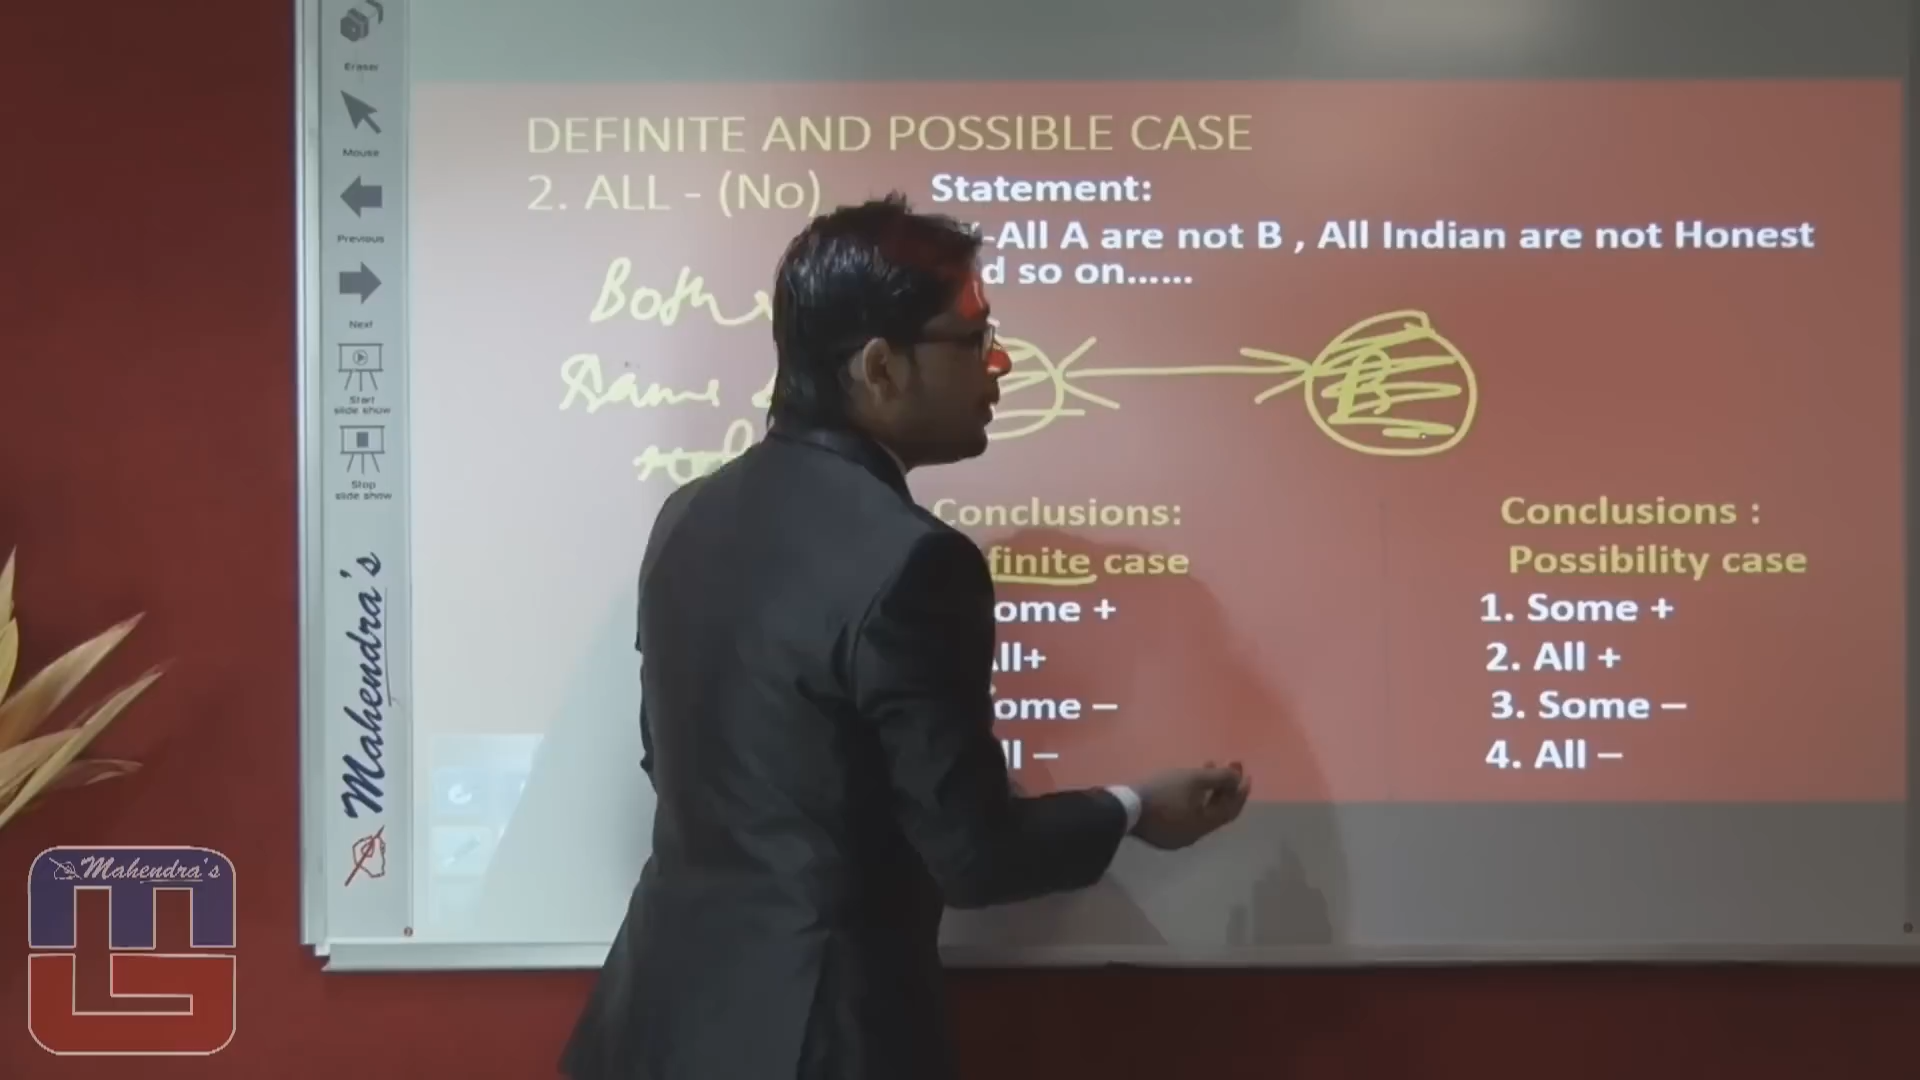 Eraser
Mouse
Previous
Next
Start
slide show
Stop
slide show
Mahendra's
DEFINITE AND POSSIBLE CASE
2. ALL - (No)
Statement:
-All A are not B , All Indian are not Honest
d so on......
Both
Same
B
Conclusions:
finite case
ome +
ll+
ome –
ll –
Conclusions :
Possibility case
1. Some +
2. All +
3. Some –
4. All –
Mahendra's